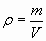 ρ = m/V